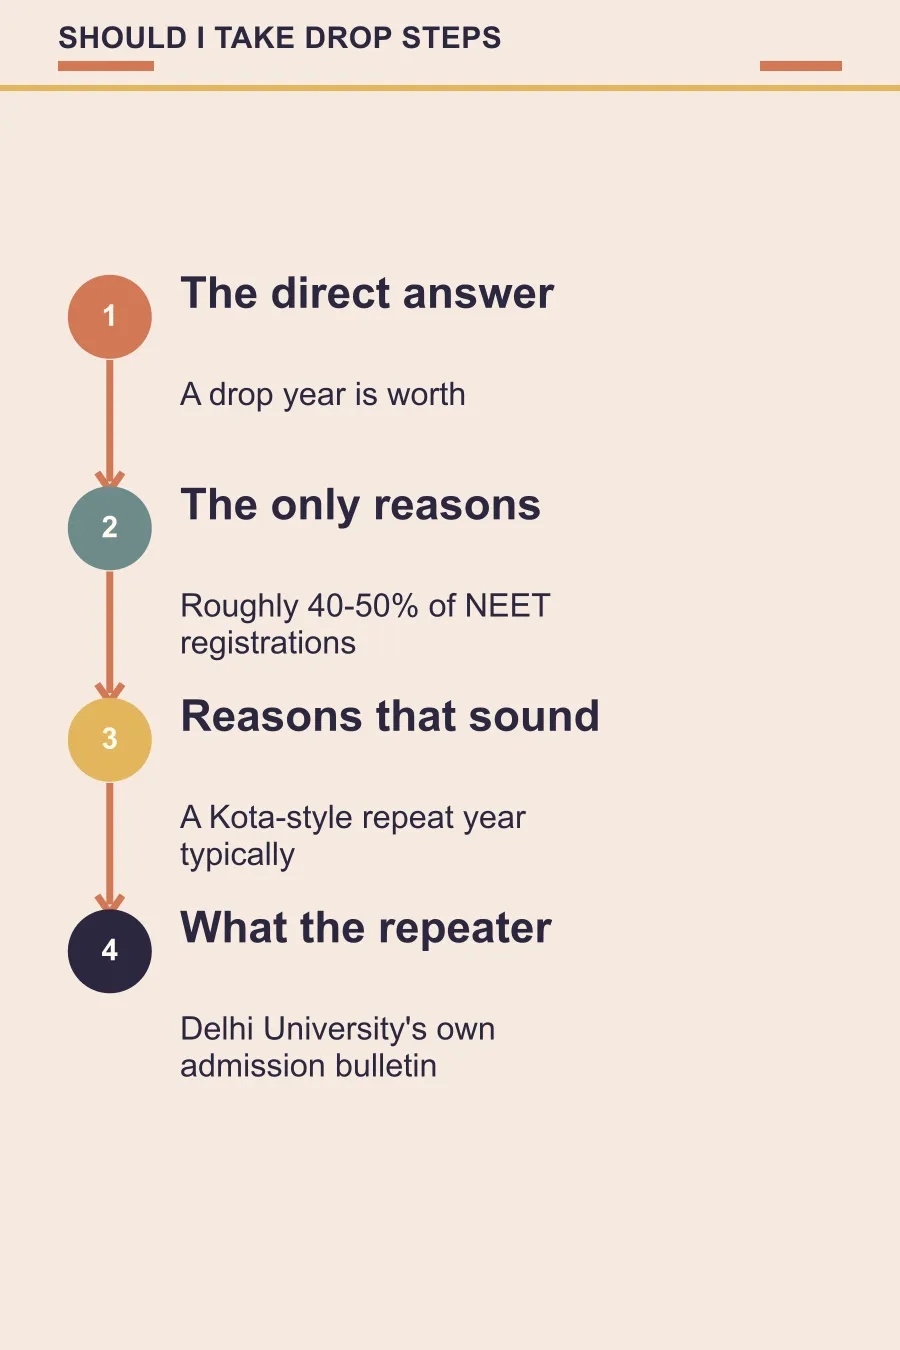 SHOULD I TAKE DROP STEPS
1
The direct answer
A drop year is worth
2
The only reasons
Roughly 40-50% of NEET
registrations
3
Reasons that sound
A Kota-style repeat year
typically
4
What the repeater
Delhi University's own
admission bulletin